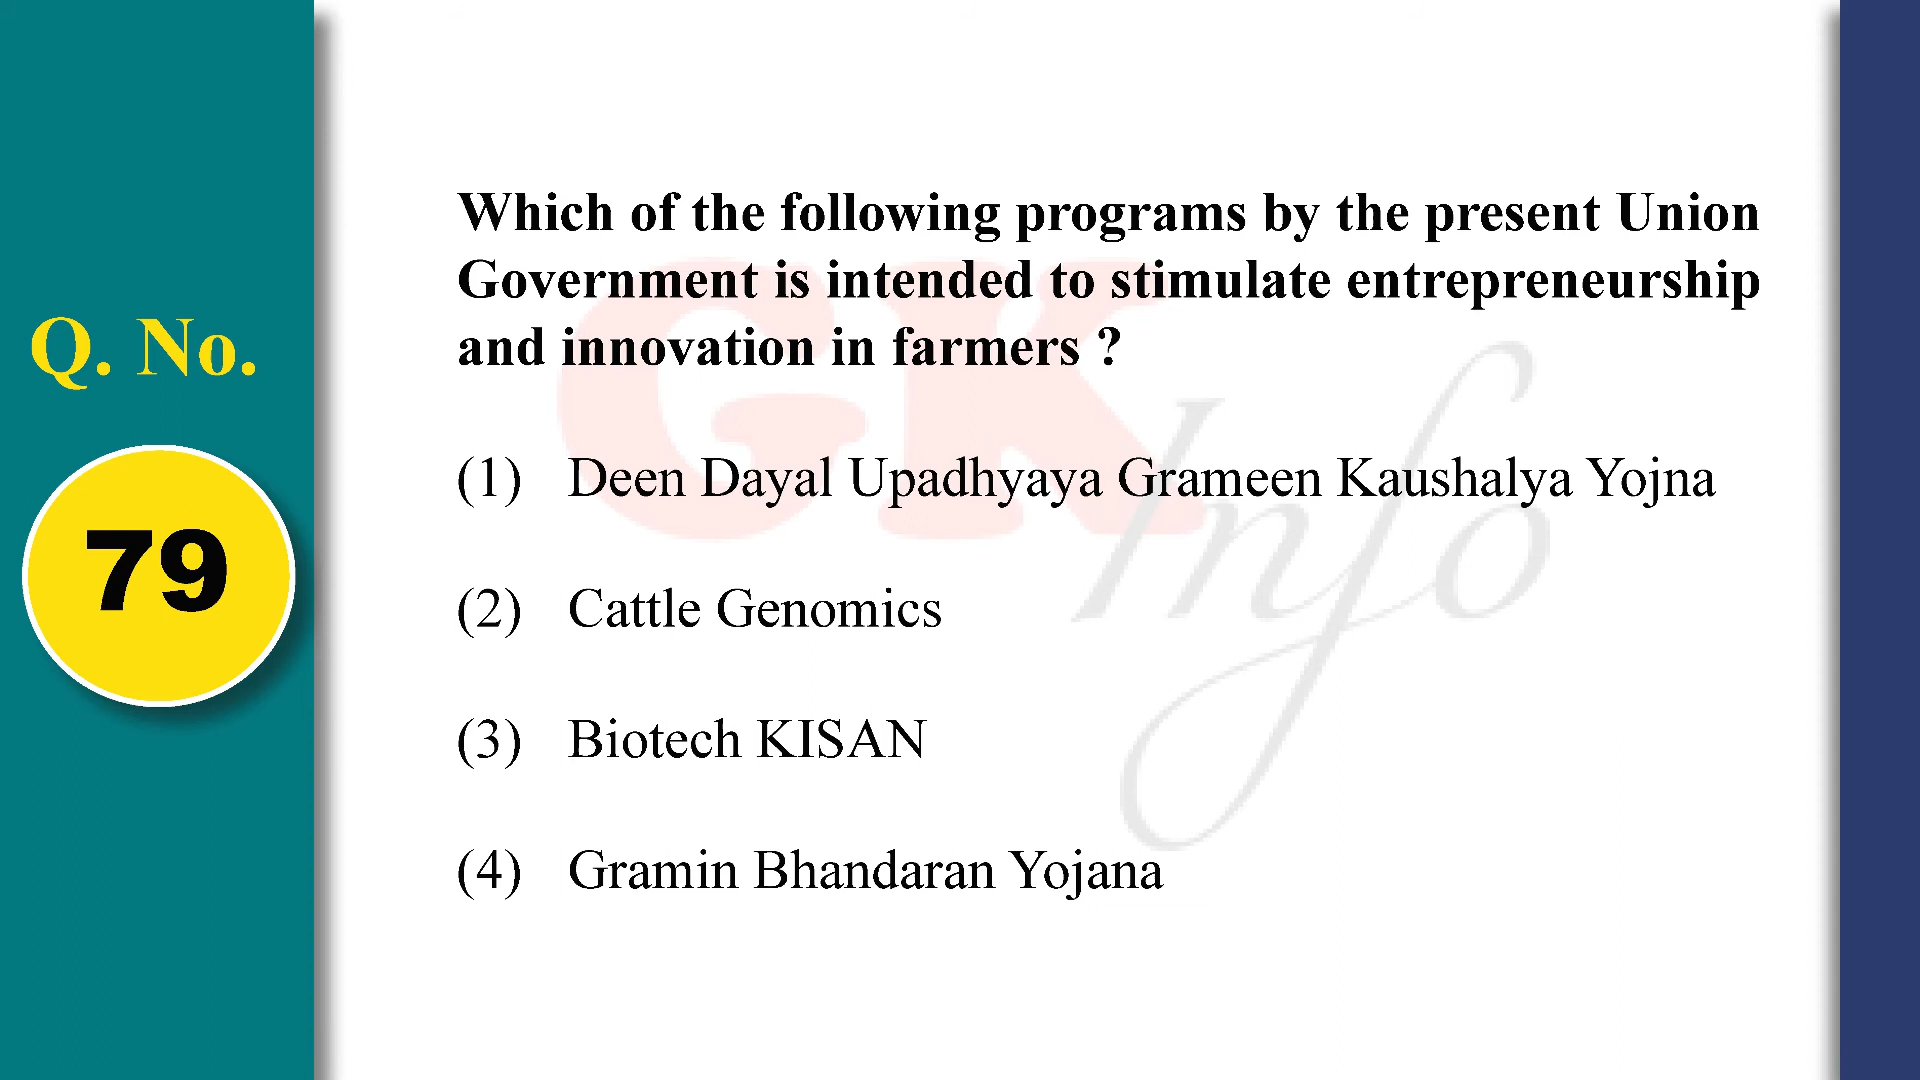 Q. No.
79
Which of the following programs by the present Union
Government is intended to stimulate entrepreneurship
and innovation in farmers ?
(1) Deen Dayal Upadhyaya Grameen Kaushalya Yojna
(2) Cattle Genomics
(3) Biotech KISAN
(4) Gramin Bhandaran Yojana
GK
Info